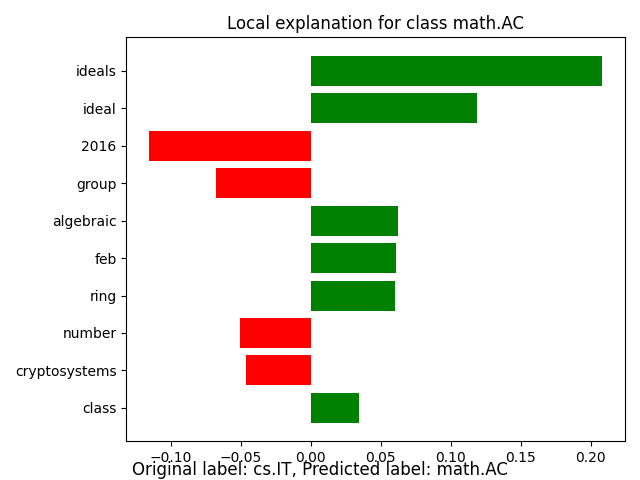 Local explanation for class math.AC
ideals
ideal
2016
group
algebraic
feb
ring
number
cryptosystems
class
−0.10 −0.05 0.00 0.05 0.10 0.15 0.20
Original label: cs.IT, Predicted label: math.AC